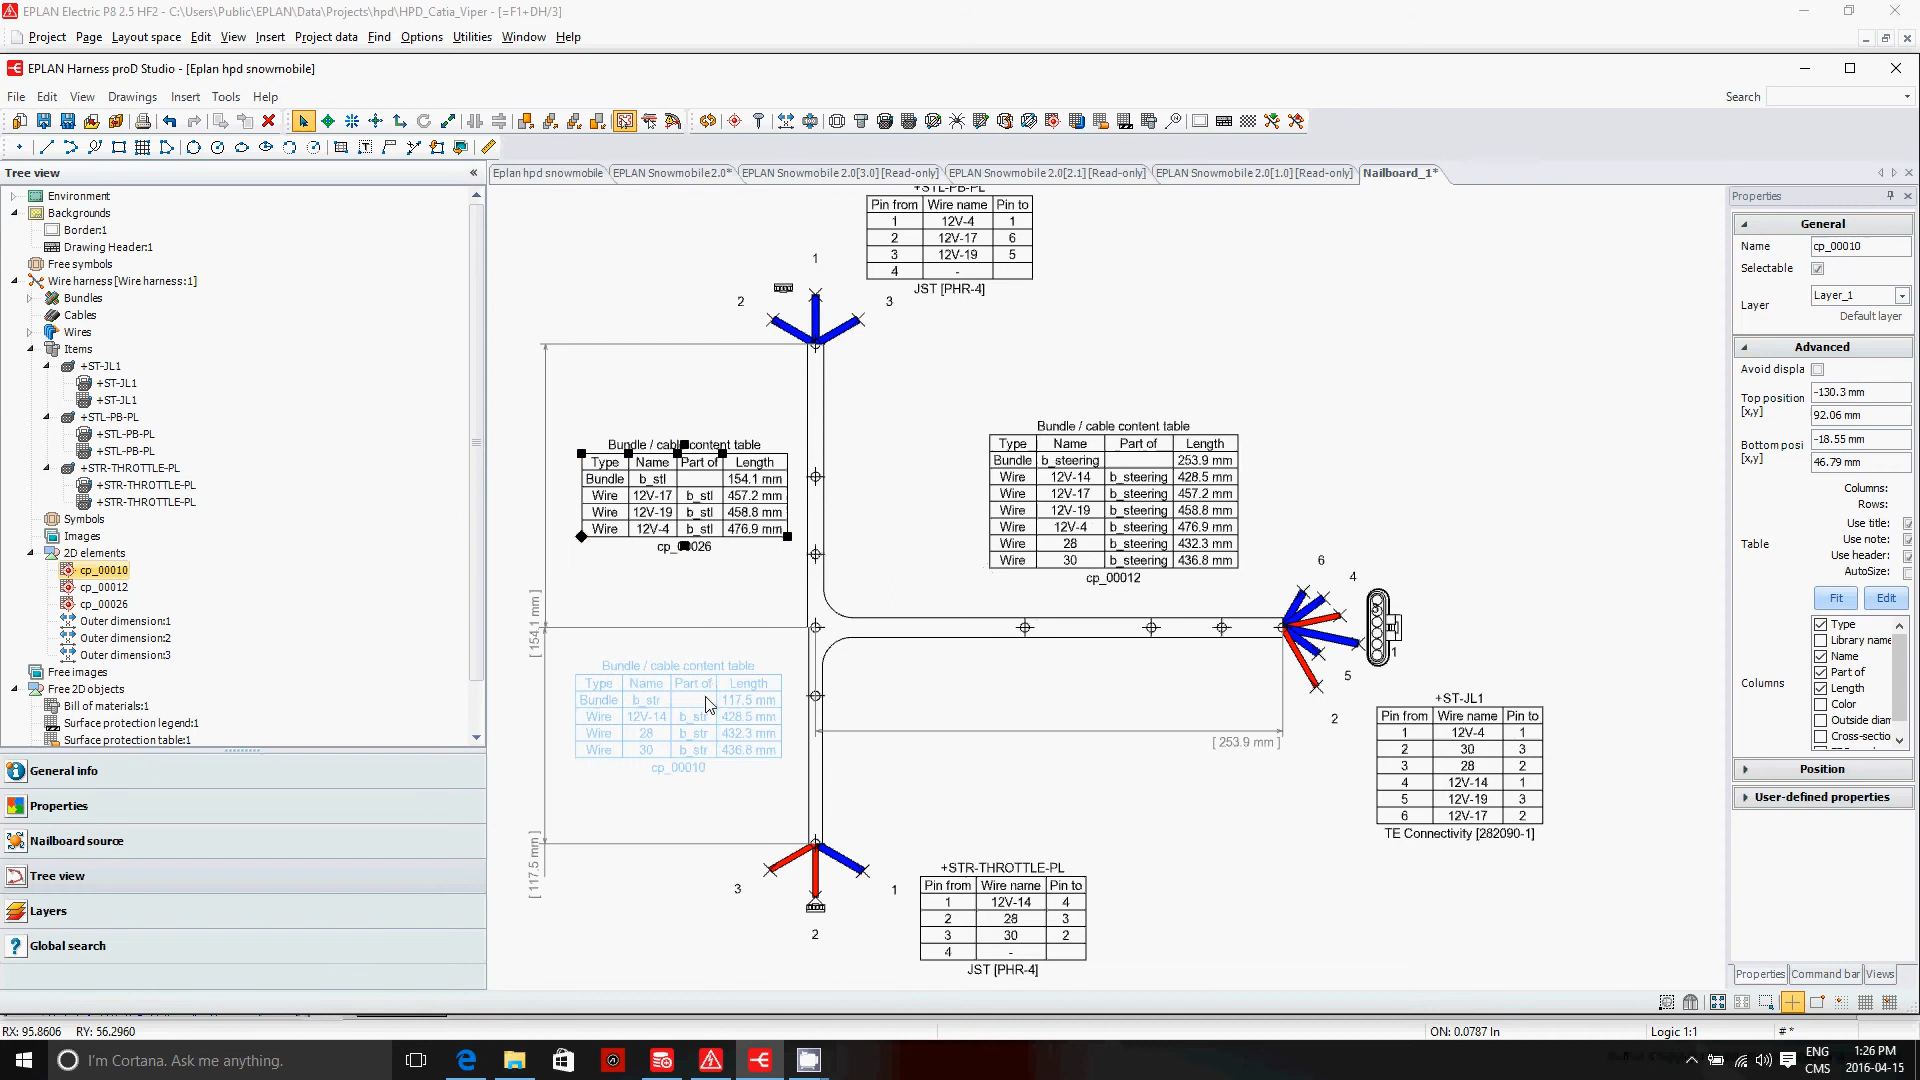 EPLAN Electric P8 2.5 HF2 - C:\Users\Public\EPLAN\Data\Projects\hpd\HPD_Catia_Viper - [=F1+DH/3]
Project Page Layout space Edit View Insert Project data Find Options Utilities Window Help
EPLAN Harness proD Studio - [Eplan hpd snowmobile]
File Edit View Drawings Insert Tools Help
Search
Tree view
Eplan hpd snowmobile
EPLAN Snowmobile2.0*
EPLAN Snowmobile 2.0[3.0] [Read-only]
EPLAN Snowmobile 2.0[2.1] [Read-only]
EPLAN Snowmobile 2.0[1.0] [Read-only]
Nailboard_1*
Environment
Backgrounds
Border:1
Drawing Header:1
Free symbols
Wire harness [Wire harness:1]
Bundles
Cables
Wires
Items
+ST-JL1
+ST-JL1
+ST-JL1
+STL-PB-PL
+STL-PB-PL
+STL-PB-PL
+STR-THROTTLE-PL
+STR-THROTTLE-PL
+STR-THROTTLE-PL
Symbols
Images
2D elements
cp_00010
cp_00012
cp_00026
Outer dimension:1
Outer dimension:2
Outer dimension:3
Free images
Free 2D objects
Bill of materials:1
Surface protection legend:1
Surface protection table:1
General info
Properties
Nailboard source
Tree view
Layers
Global search
+STL-PB-PL
Pin from Wire name Pin to
1 12V-4 1
2 12V-17 6
3 12V-19 5
4 -
JST [PHR-4]
1
2
3
Bundle / cable content table
Type Name Part of Length
Bundle b_stl 154.1 mm
Wire 12V-17 b_stl 457.2 mm
Wire 12V-19 b_stl 458.8 mm
Wire 12V-4 b_stl 476.9 mm
Bundle / cable content table
Type Name Part of Length
Bundle b_steering 253.9 mm
Wire 12V-14 b_steering 428.5 mm
Wire 12V-17 b_steering 457.2 mm
Wire 12V-19 b_steering 458.8 mm
Wire 12V-4 b_steering 476.9 mm
Wire 28 b_steering 432.3 mm
Wire 30 b_steering 436.8 mm
cp_00012
[ 154.1 mm ]
6
4
1
5
2
Bundle / cable content table
Type Name Part of Length
Bundle b_str 117.5 mm
Wire 12V-14 b_str 428.5 mm
Wire 28 b_str 432.3 mm
Wire 30 b_str 436.8 mm
cp_00010
[ 253.9 mm ]
+ST-JL1
Pin from Wire name Pin to
1 12V-4 1
2 30 3
3 28 2
4 12V-14 1
5 12V-19 3
6 12V-17 2
TE Connectivity [282090-1]
[ 117.5 mm ]
3
1
2
+STR-THROTTLE-PL
Pin from Wire name Pin to
1 12V-14 4
2 28 3
3 30 2
4 -
JST [PHR-4]
Properties
General
Name cp_00010
Selectable
Layer Layer_1
Default layer
Advanced
Avoid displa
Top position [x,y] -130.3 mm
92.06 mm
Bottom posi [x,y] -18.55 mm
46.79 mm
Columns:
Rows:
Use title:
Use note:
Table
Use header:
AutoSize:
Fit Edit
Columns
Type
Library name
Name
Part of
Length
Color
Outside diam
Cross-sectio
Position
User-defined properties
Properties Command bar Views
RX: 95.8606 RY: 56.2960
ON: 0.0787 In
Logic 1:1
# *
I'm Cortana. Ask me anything.
ENG
CMS
1:26 PM
2016-04-15